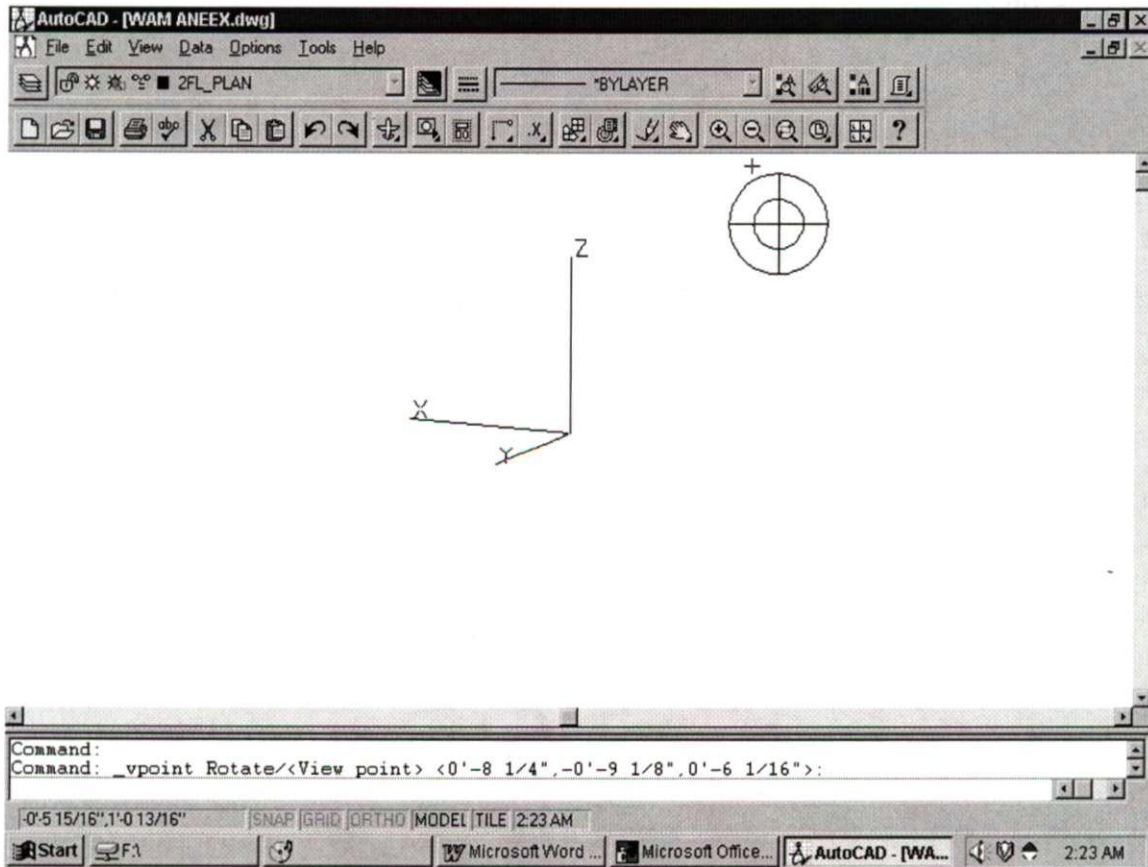 AutoCAD - [WAM ANEEX.dwg]
File Edit View Data Options Tools Help
2FL_PLAN BYLAYER
abc X .X ?
Z
X
Y
Command:
Command: _vpoint Rotate/<View point> <0'-8 1/4",-0'-9 1/8",0'-6 1/16">:
-0'-5 15/16",1'-0 13/16" SNAP GRID ORTHO MODEL TILE 2:23 AM
Start F:\ Microsoft Word ... Microsoft Office... AutoCAD - [WA... 2:23 AM